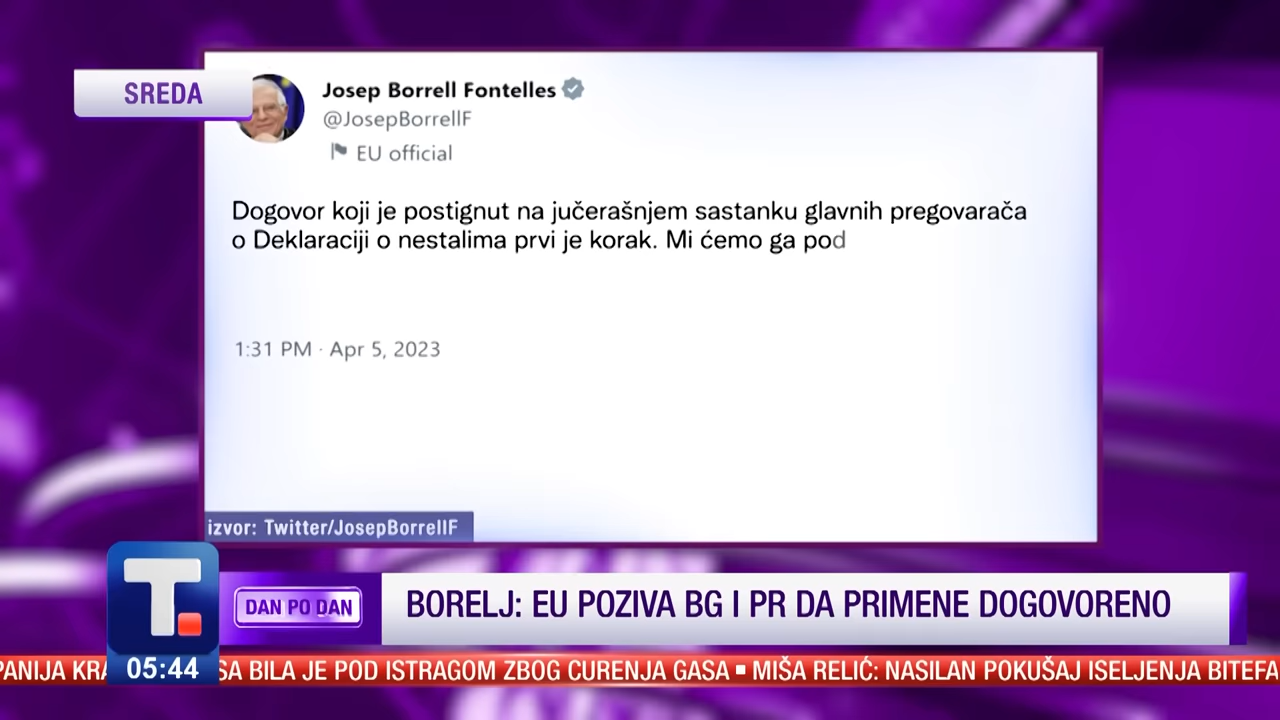 SREDA
Josep Borrell Fontelles
@JosepBorrellF
EU official
Dogovor koji je postignut na jučerašnjem sastanku glavnih pregovarača
o Deklaraciji o nestalima prvi je korak. Mi ćemo ga pod
1:31 PM · Apr 5, 2023
izvor: Twitter/JosepBorrellF
T.
DAN PO DAN
BORELJ: EU POZIVA BG I PR DA PRIMENE DOGOVORENO
05:44
PANIJA KRA SA BILA JE POD ISTRAGOM ZBOG CURENJA GASA ▪ MIŠA RELIĆ: NASILAN POKUŠAJ ISELJENJA BITEFA